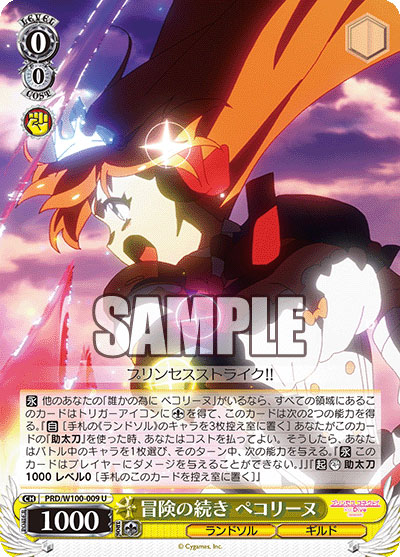 LEVEL
0
0
COST
SAMPLE
プリンセスストライク!!
【永】 他のあなたの「誰かの為に ペコリーヌ」がいるなら、すべての領域にあるこ
のカードはトリガーアイコンに を得て、このカードは次の2つの能力を
得る。『【自】［手札の《ランドソル》のキャラを3枚控え室に置く］ あなたがこのカー
ドの『助太刀』を使った時、あなたはコストを払ってよい。そうしたら、あなた
はバトル中のキャラを1枚選び、そのターン中、次の能力を与える。『【永】 この
カードはプレイヤーにダメージを与えることができない。』』『【起】 助太刀
1000 レベル0 ［手札のこのカードを控え室に置く］』
CH PRD/W100-009 U
1000
冒険の続き ペコリーヌ
ランドソル ギルド
© Cygames, Inc.